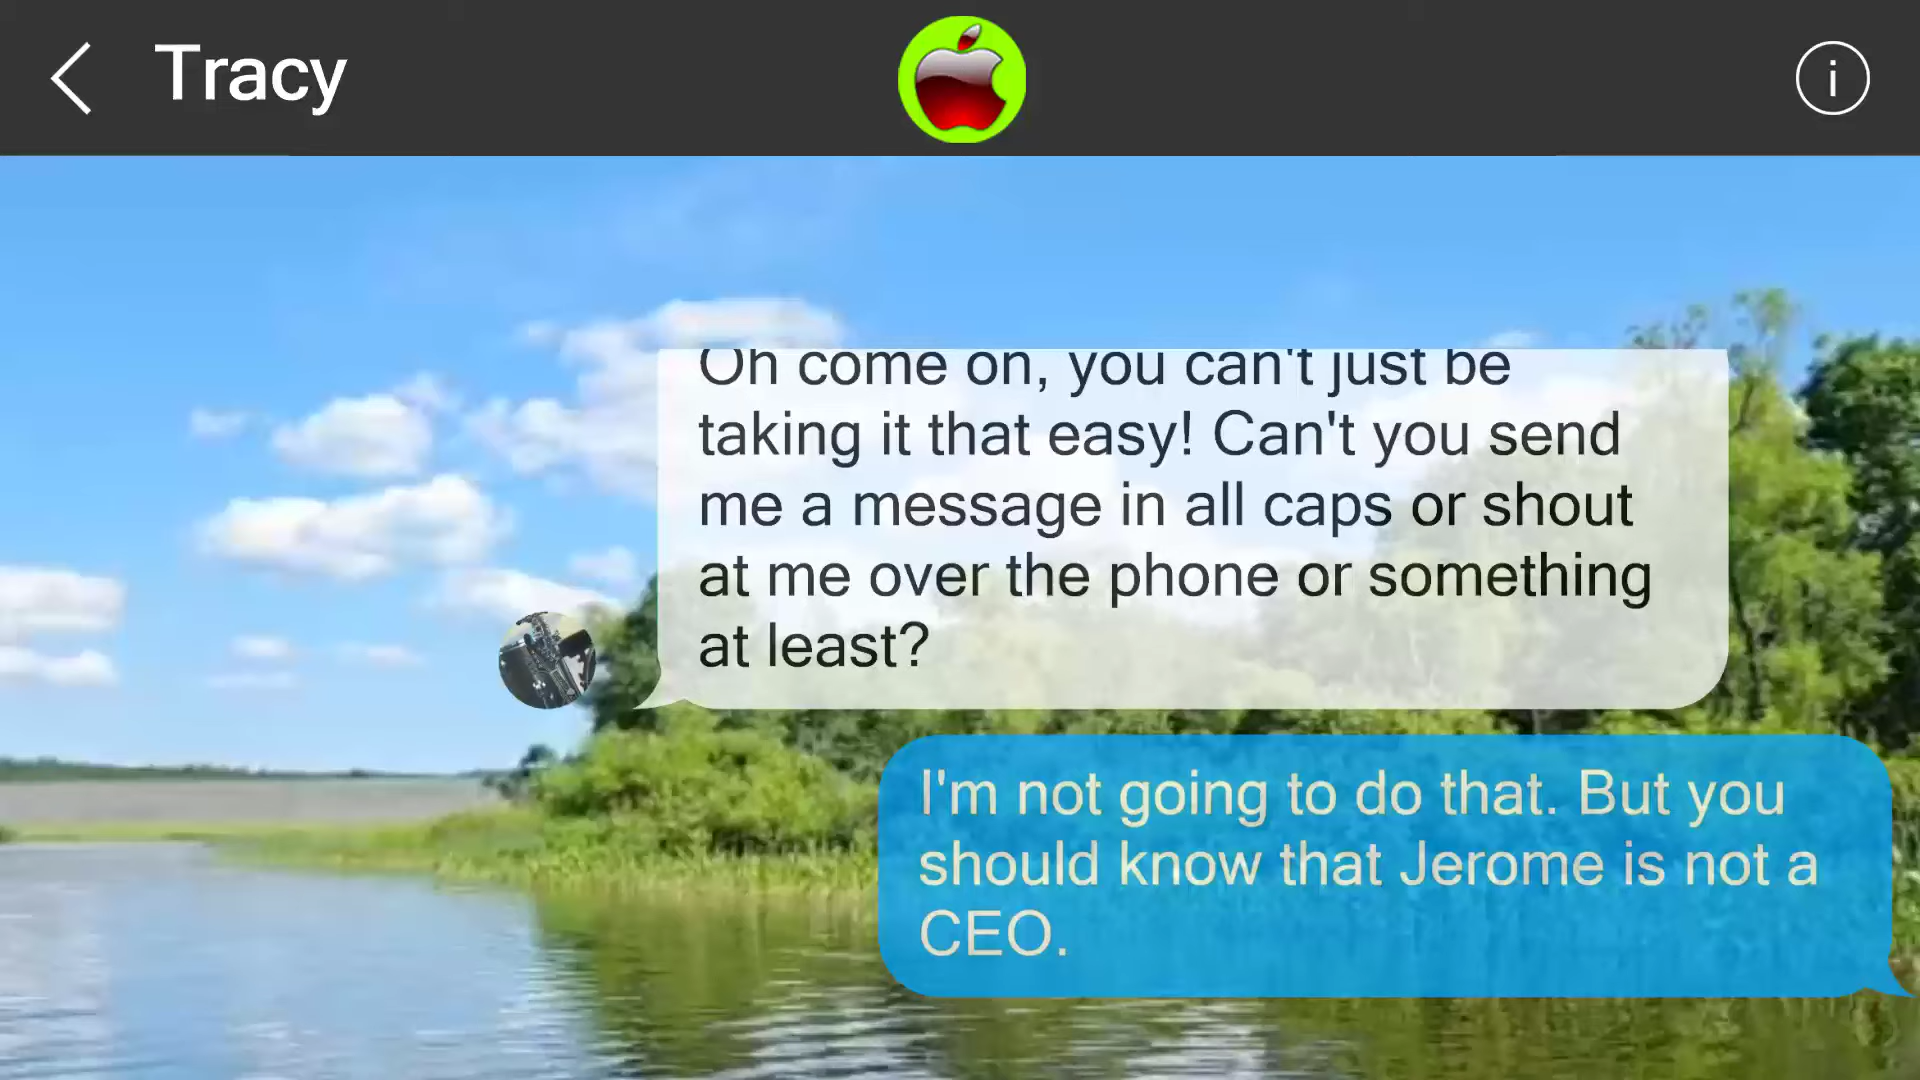 Tracy
i
Oh come on, you can't just be
taking it that easy! Can't you send
me a message in all caps or shout
at me over the phone or something
at least?
I'm not going to do that. But you
should know that Jerome is not a
CEO.